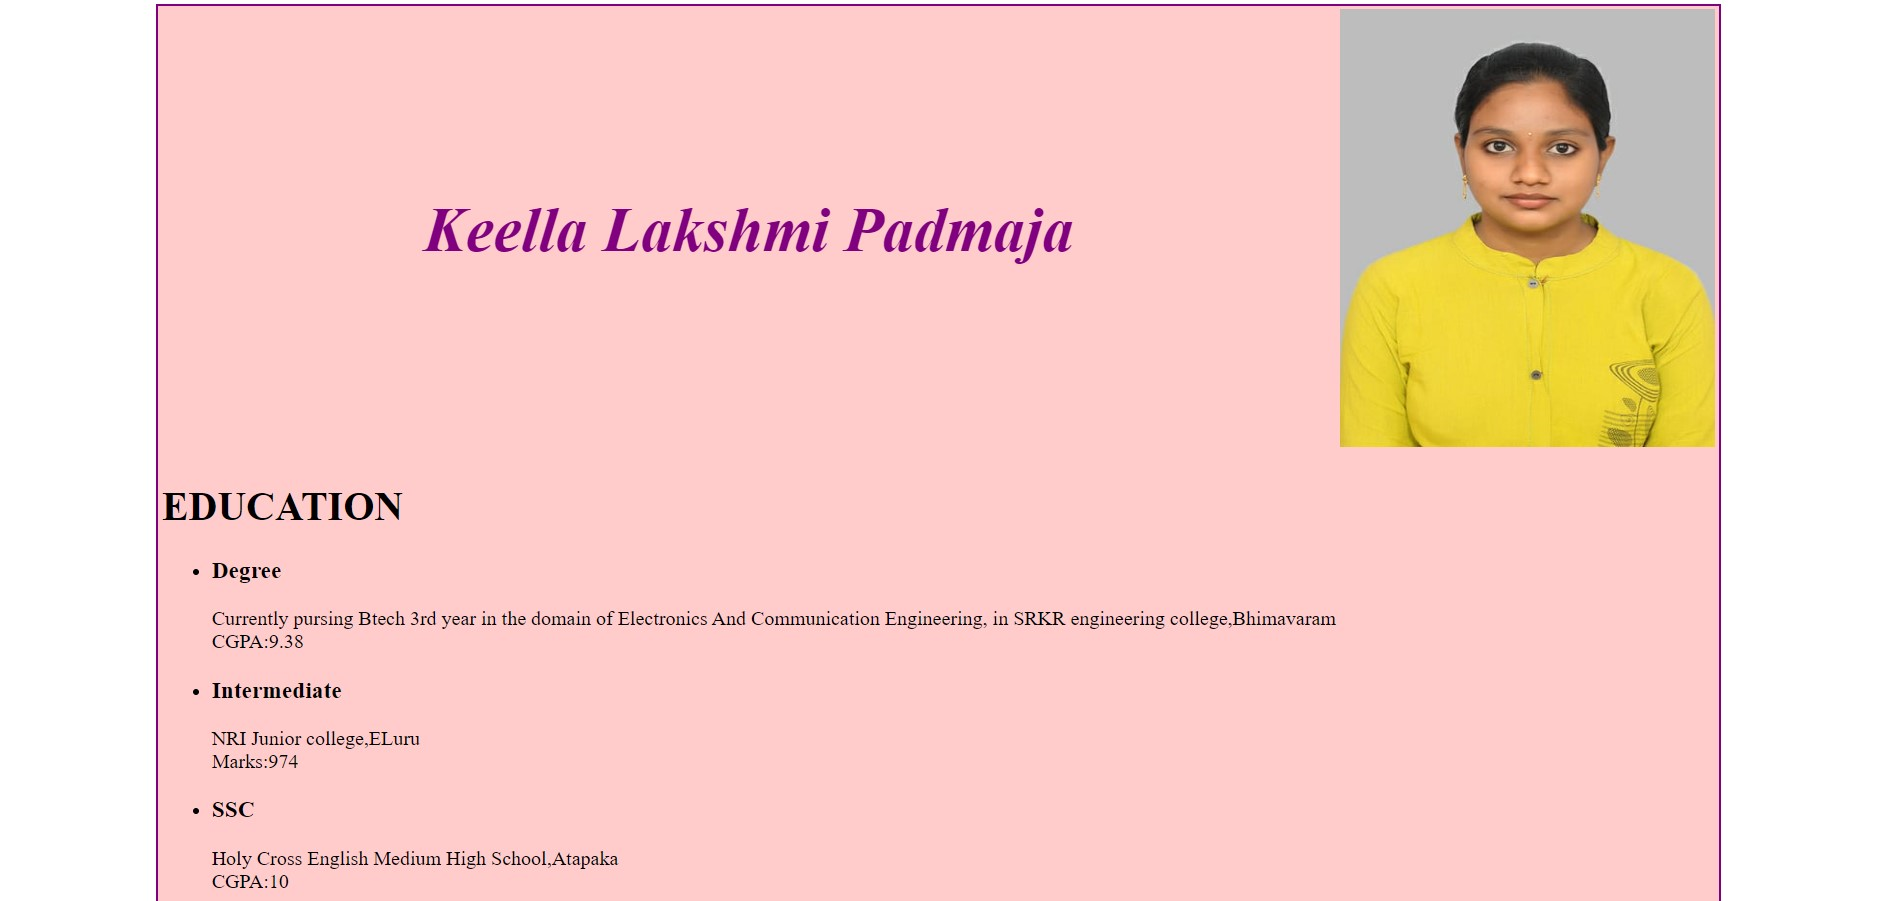 Keella Lakshmi Padmaja
EDUCATION
• Degree
Currently pursing Btech 3rd year in the domain of Electronics And Communication Engineering, in SRKR engineering college,Bhimavaram
CGPA:9.38
• Intermediate
NRI Junior college,ELuru
Marks:974
• SSC
Holy Cross English Medium High School,Atapaka
CGPA:10